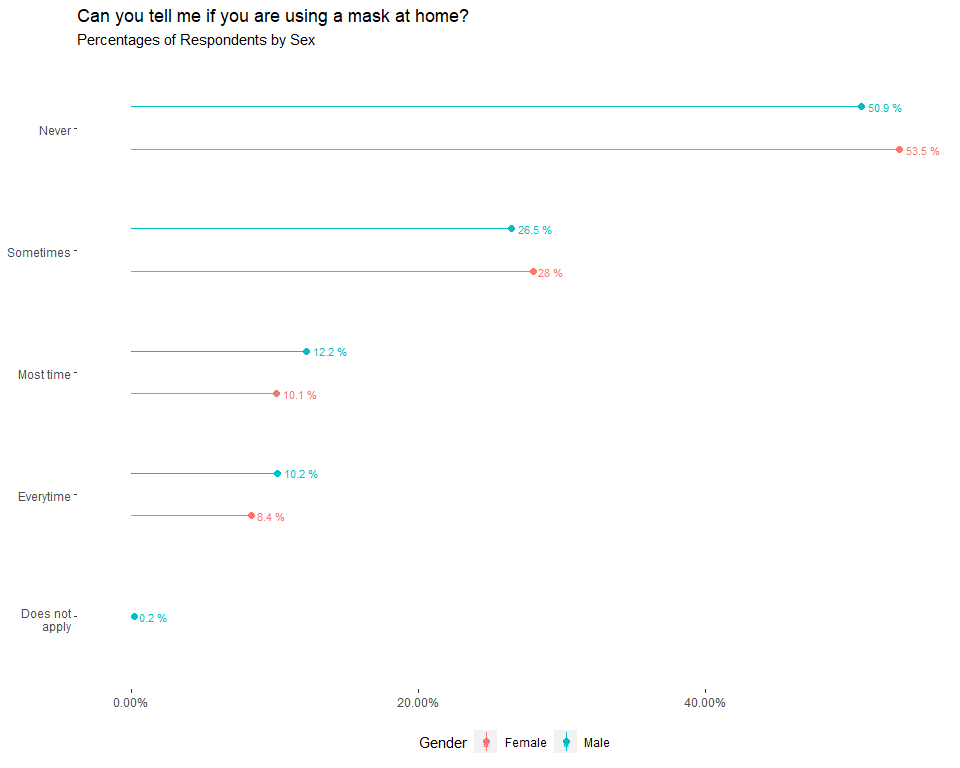 Can you tell me if you are using a mask at home?
Percentages of Respondents by Sex
50.9 %
Never
53.5 %
26.5 %
Sometimes
28 %
12.2 %
Most time
10.1 %
10.2 %
Everytime
8.4 %
Does not
apply
0.2 %
0.00%
20.00%
40.00%
Gender Female Male